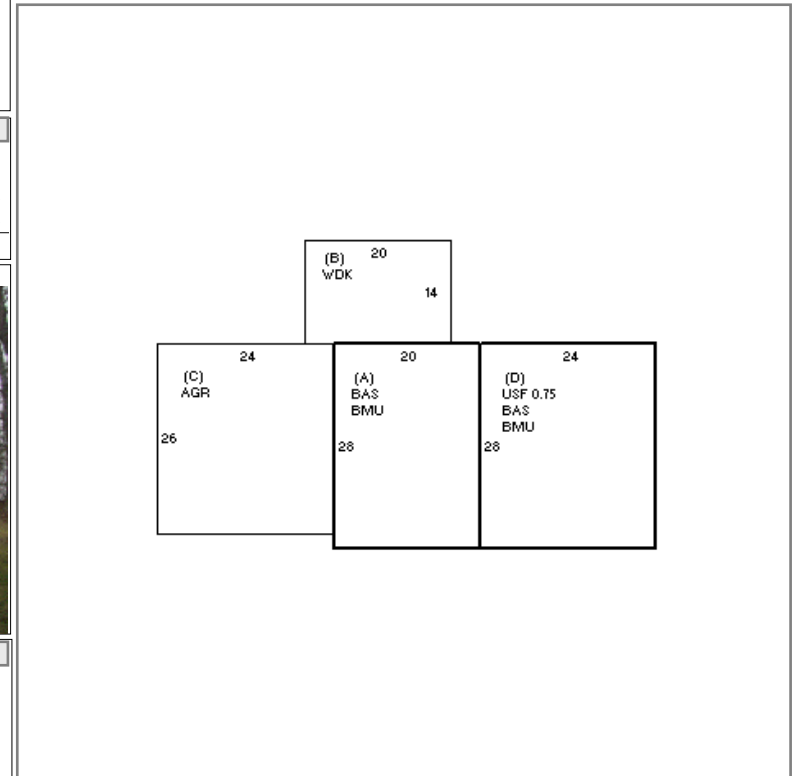 (B) 20
WDK
14
24
(C)
AGR
26
20
(A)
BAS
BMU
28
24
(D)
USF 0.75
BAS
BMU
28